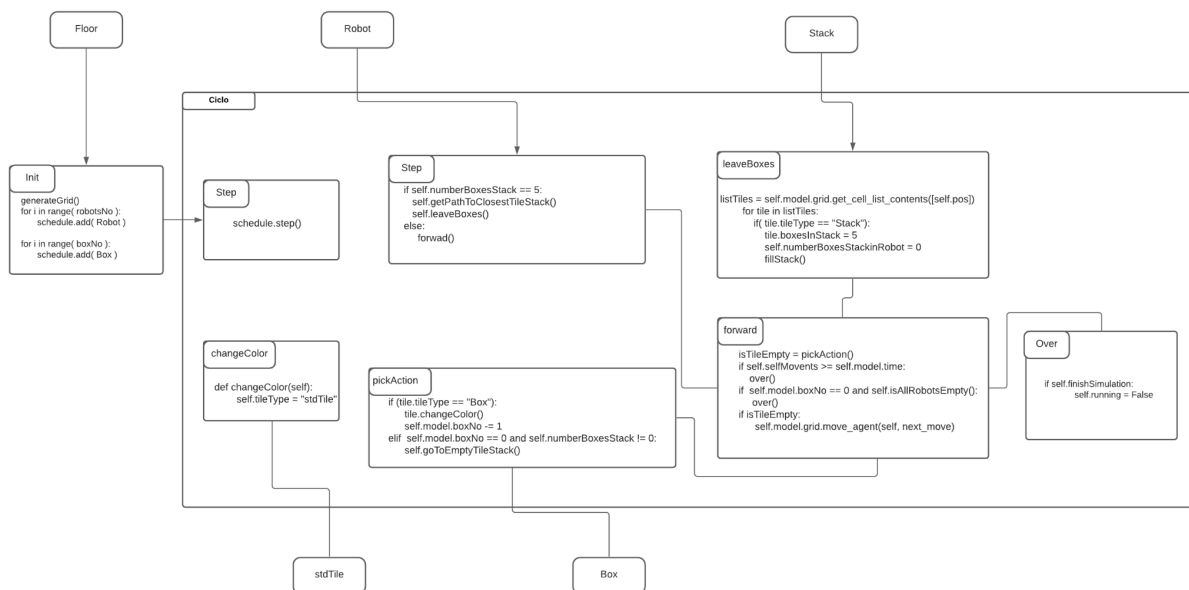 Floor
Robot
Stack
Ciclo
Init
generateGrid()
for i in range( robotsNo ):
schedule.add( Robot )
for i in range( boxNo ):
schedule.add( Box )
Step
schedule.step()
Step
if self.numberBoxesStack == 5:
self.getPathToClosestTileStack()
self.leaveBoxes()
else:
forwad()
leaveBoxes
listTiles = self.model.grid.get_cell_list_contents([self.pos])
for tile in listTiles:
if( tile.tileType == "Stack"):
tile.boxesInStack = 5
self.numberBoxesStackinRobot = 0
fillStack()
changeColor
def changeColor(self):
self.tileType = "stdTile"
pickAction
if (tile.tileType == "Box"):
tile.changeColor()
self.model.boxNo -= 1
elif self.model.boxNo == 0 and self.numberBoxesStack != 0:
self.goToEmptyTileStack()
forward
isTileEmpty = pickAction()
if self.selfMovents >= self.model.time:
over()
if self.model.boxNo == 0 and self.isAllRobotsEmpty():
over()
if isTileEmpty:
self.model.grid.move_agent(self, next_move)
Over
if self.finishSimulation:
self.running = False
stdTile
Box